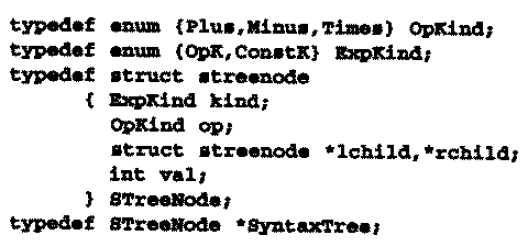 typedef enum {Plus,Minus,Times} OpKind;
typedef enum {OpK,ConstK} ExpKind;
typedef struct streenode
{ ExpKind kind;
OpKind op;
struct streenode *lchild,*rchild;
int val;
} STreeNode;
typedef STreeNode *SyntaxTree;